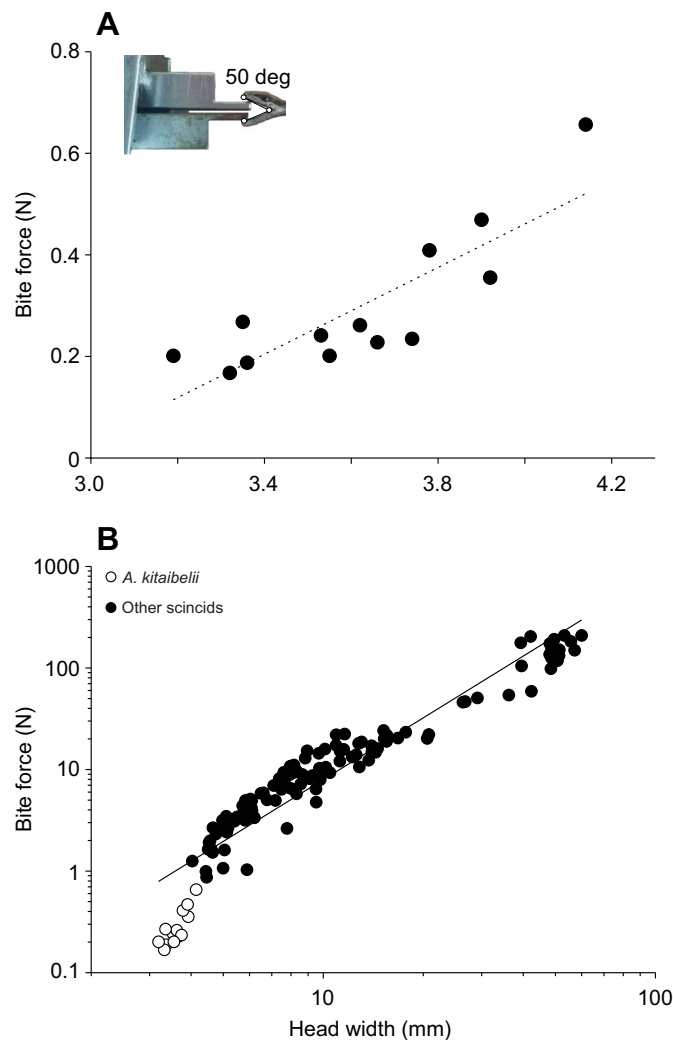 A
0.8
50 deg
0.6
0.4
0.2
0
Bite force (N)
3.0 3.4 3.8 4.2
B
1000
A. kitaibelii
Other scincids
100
10
1
0.1
Bite force (N)
10 100
Head width (mm)